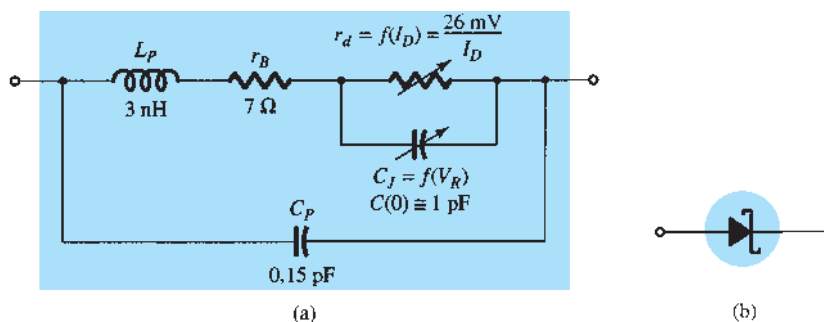 L_P
3 nH
r_B
7 Ω
r_d = f(I_D) = 26 mV / I_D
C_J = f(V_R)
C(0) ≅ 1 pF
C_P
0,15 pF
(a)
(b)